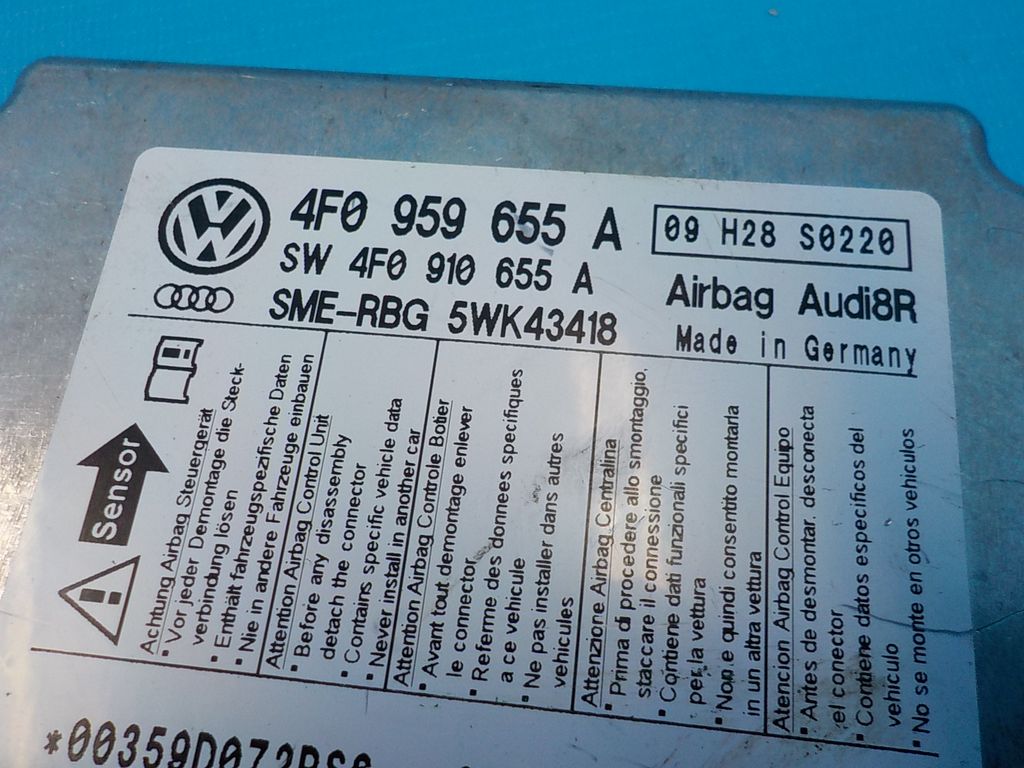 4F0 959 655 A
09 H28 S0220
SW 4F0 910 655 A
Airbag Audi8R
SME-RBG 5WK43418
Made in Germany
Sensor
Achtung Airbag Steuergerät
▪ Vor jeder Demontage die Steck-
verbindung lösen
▪ Enthält fahrzeugspezifische Daten
▪ Nie in andere Fahrzeuge einbauen
Attention Airbag Control Unit
▪ Before any disassembly
detach the connector
▪ Contains specific vehicle data
▪ Never install in another car
Attention Airbag Controle Botier
▪ Avant tout demontage enlever
le connector
▪ Referme des donnees specifiques
a ce vehicule
▪ Ne pas installer dans autres
vehicules
Attenzione Airbag Centralina
▪ Prima di procedere allo smontaggio,
staccare il connessione
▪ Contiene dati funzionali specifici
per la vettura
▪ Non e quindi consentito montarla
in un altra vettura
Atencion Airbag Control Equipo
▪ Antes de desmontar, desconecta
el conector
▪ Contiene datos especificos del
vehiculo
▪ No se monte en otros vehiculos